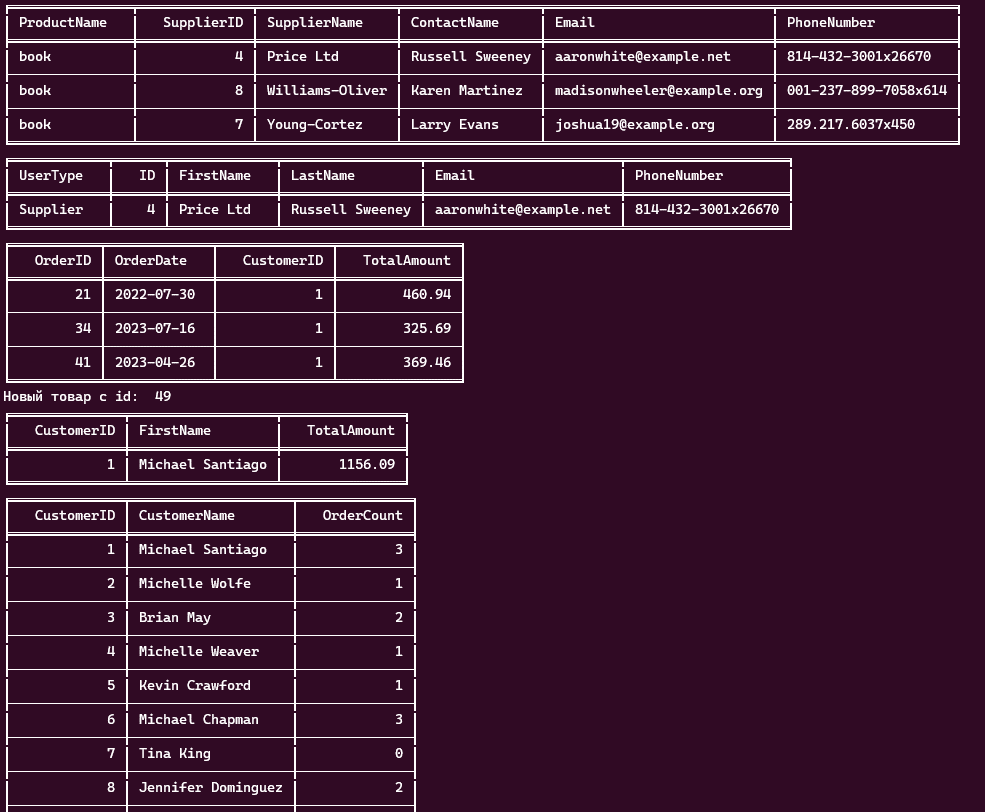 ProductName SupplierID SupplierName ContactName Email PhoneNumber
book 4 Price Ltd Russell Sweeney aaronwhite@example.net 814-432-3001x26670
book 8 Williams-Oliver Karen Martinez madisonwheeler@example.org 001-237-899-7058x614
book 7 Young-Cortez Larry Evans joshua19@example.org 289.217.6037x450
UserType ID FirstName LastName Email PhoneNumber
Supplier 4 Price Ltd Russell Sweeney aaronwhite@example.net 814-432-3001x26670
OrderID OrderDate CustomerID TotalAmount
21 2022-07-30 1 460.94
34 2023-07-16 1 325.69
41 2023-04-26 1 369.46
Новый товар с id: 49
CustomerID FirstName TotalAmount
1 Michael Santiago 1156.09
CustomerID CustomerName OrderCount
1 Michael Santiago 3
2 Michelle Wolfe 1
3 Brian May 2
4 Michelle Weaver 1
5 Kevin Crawford 1
6 Michael Chapman 3
7 Tina King 0
8 Jennifer Dominguez 2